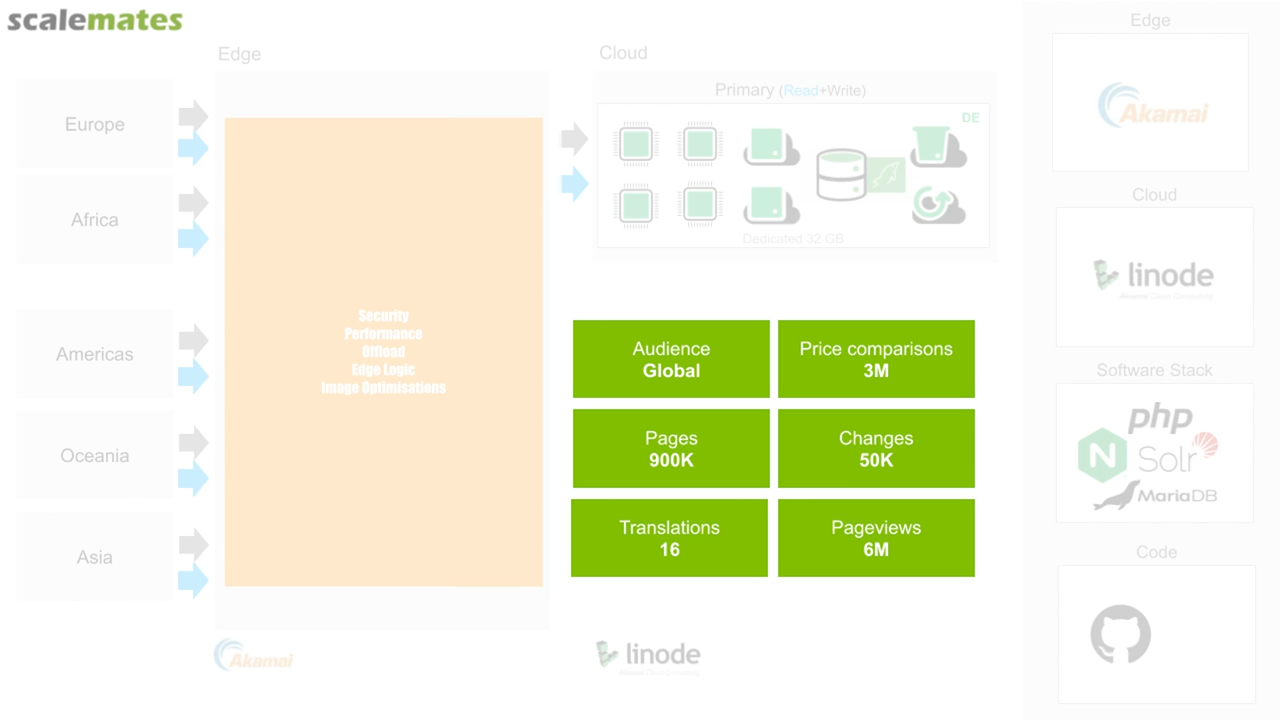 scalemates
Edge
Europe
Africa
Americas
Oceania
Asia
Security
Performance
Offload
Edge Logic
Image Optimisations
Akamai
Cloud
Primary (Read+Write)
DE
Dedicated 32 GB
Audience
Global
Price comparisons
3M
Pages
900K
Changes
50K
Translations
16
Pageviews
6M
linode
Edge
Akamai
Cloud
linode
Software Stack
php
N
Solr
MariaDB
Code